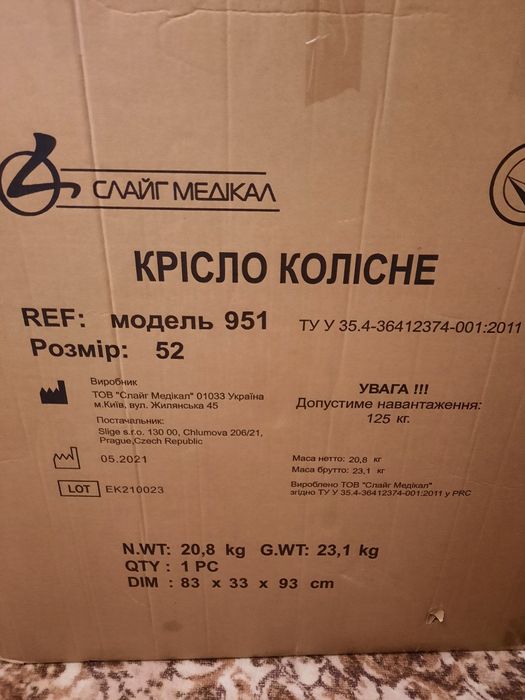 СЛАЙГ МЕДІКАЛ
КРІСЛО КОЛІСНЕ
REF: модель 951
ТУ У 35.4-36412374-001:2011
Розмір: 52
Виробник
ТОВ "Слайг Медікал" 01033 Україна
м.Київ, вул. Жилянська 45
Постачальник:
Slige s.r.o. 130 00, Chlumova 206/21,
Prague,Czech Republic
05.2021
LOT EK210023
УВАГА !!!
Допустиме навантаження:
125 кг.
Маса нетто: 20,8 кг
Маса брутто: 23,1 кг
Вироблено ТОВ "Слайг Медікал"
згідно ТУ У 35.4-36412374-001:2011 у PRC
N.WT: 20,8 kg G.WT: 23,1 kg
QTY : 1 PC
DIM : 83 x 33 x 93 cm